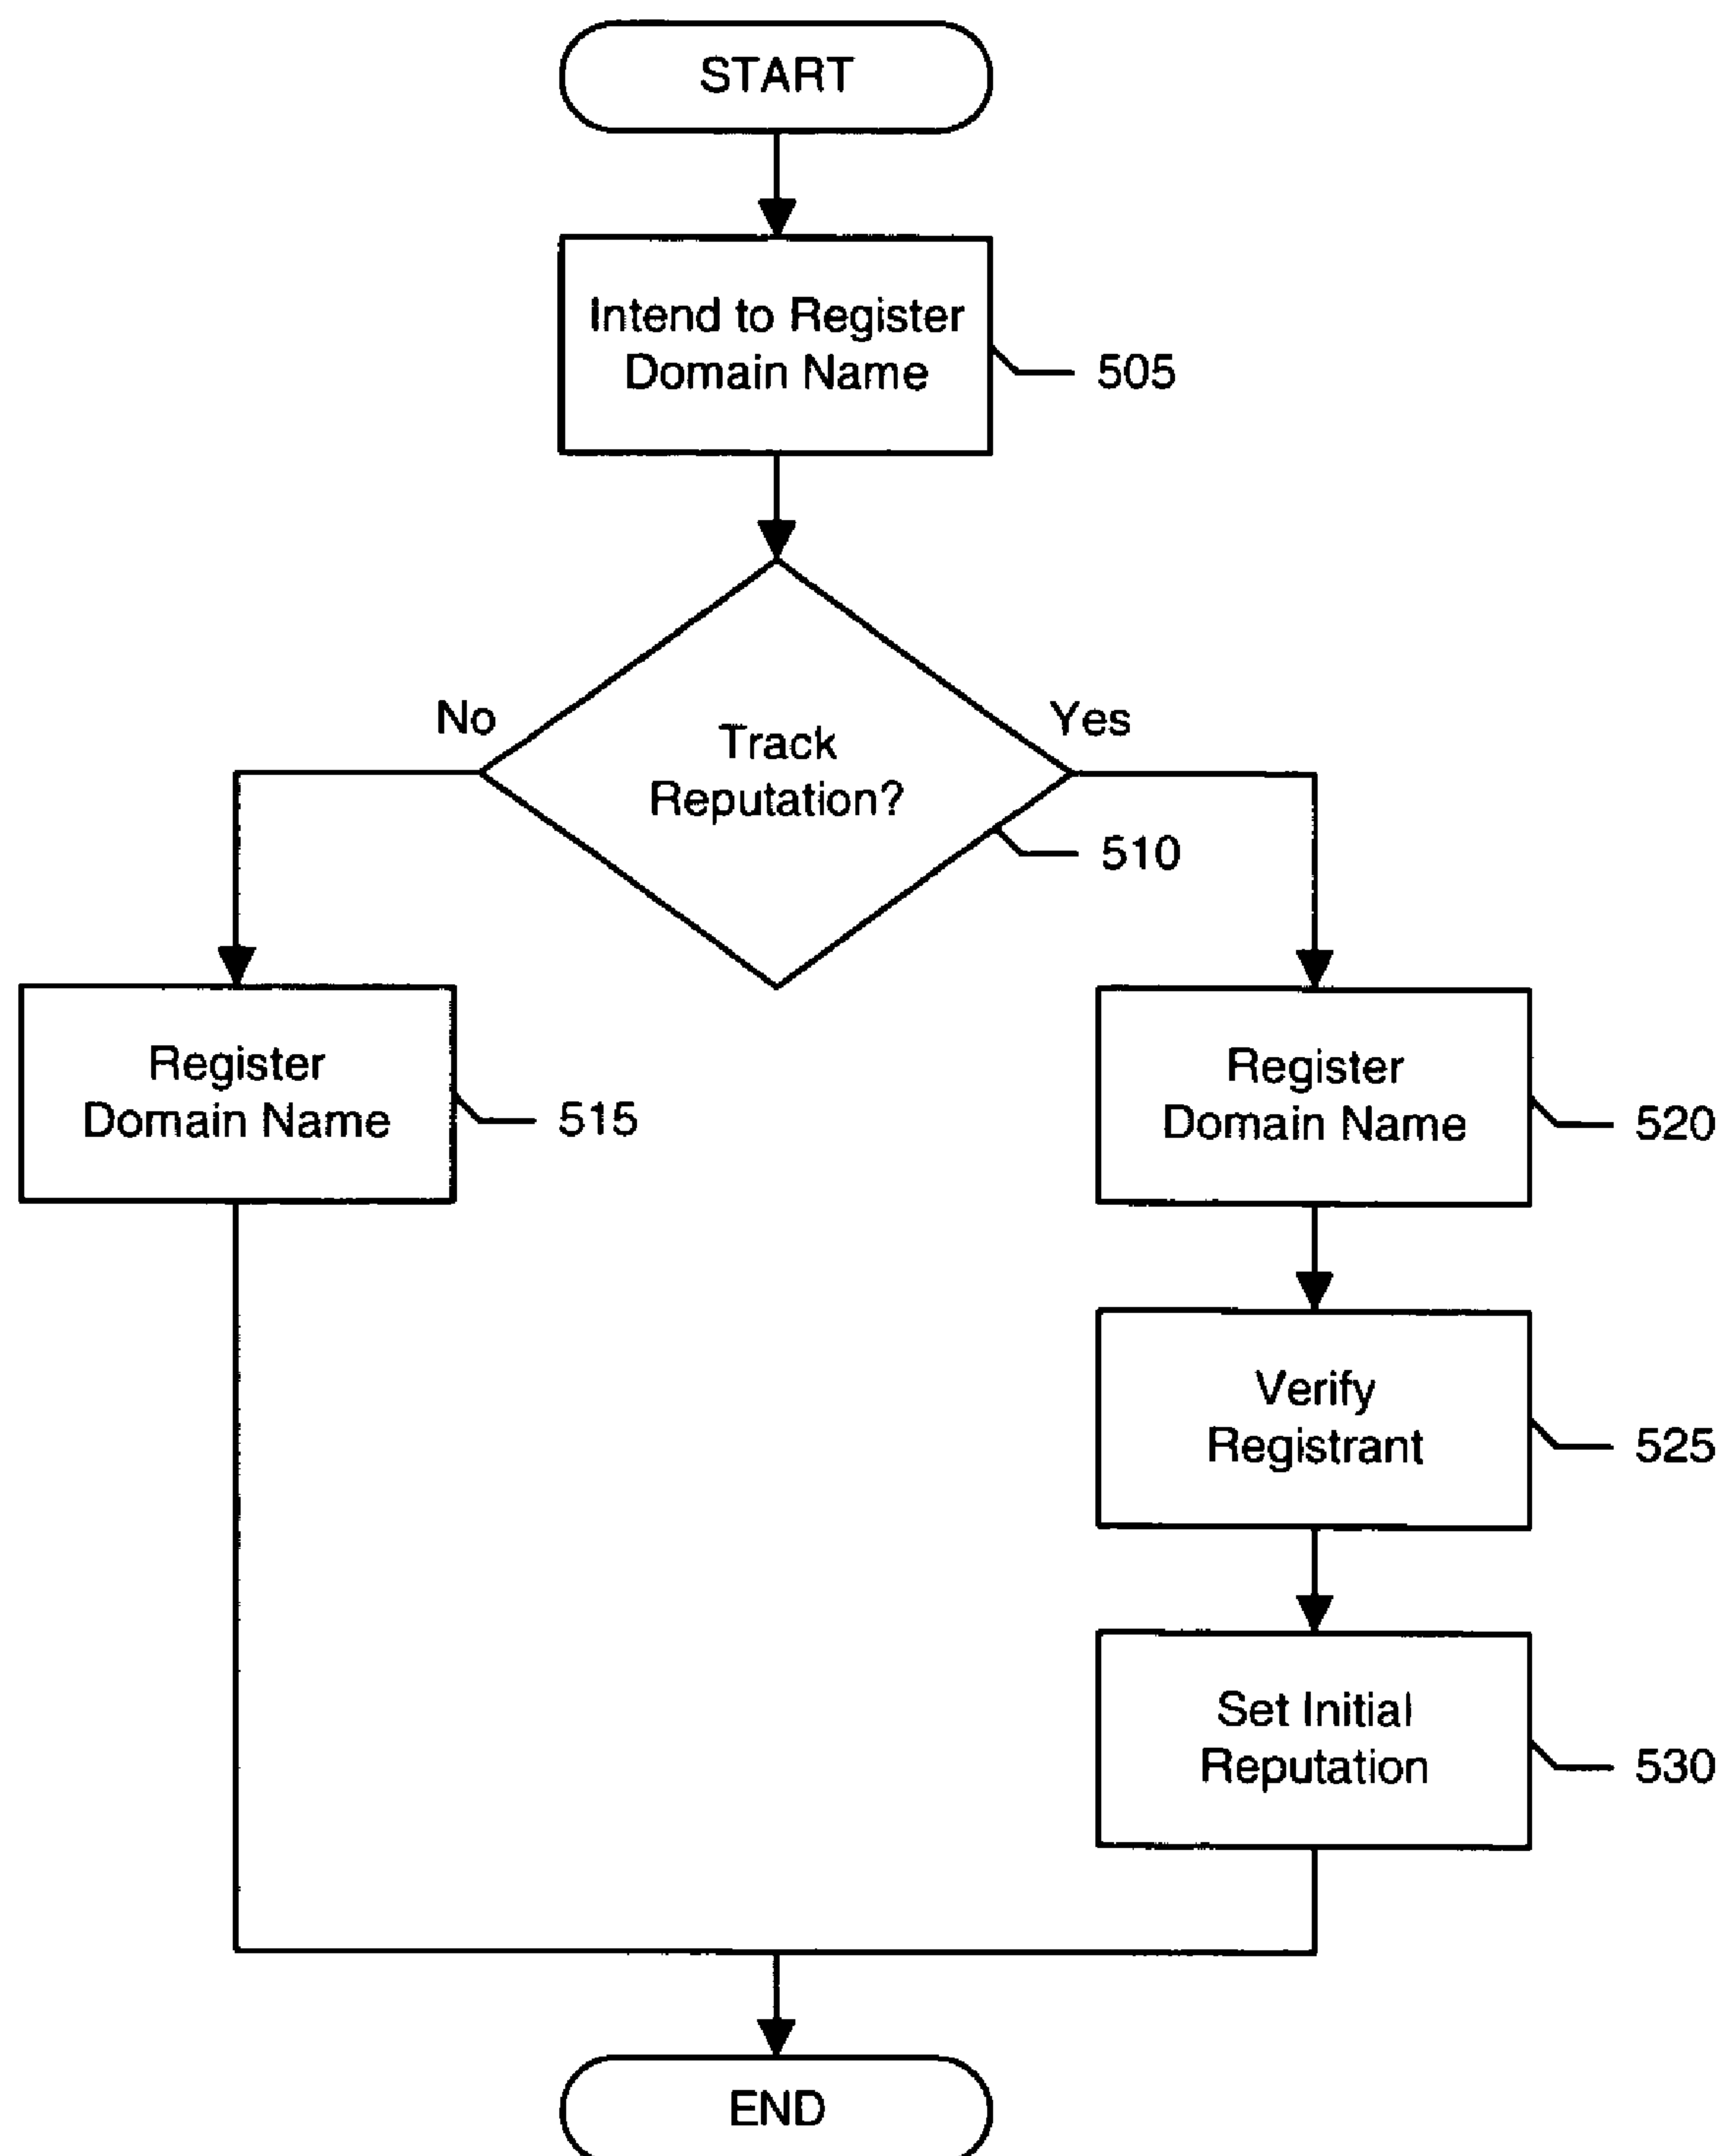 START
Intend to Register
Domain Name
505
No
Yes
Track
Reputation?
510
Register
Domain Name
515
Register
Domain Name
520
Verify
Registrant
525
Set Initial
Reputation
530
END